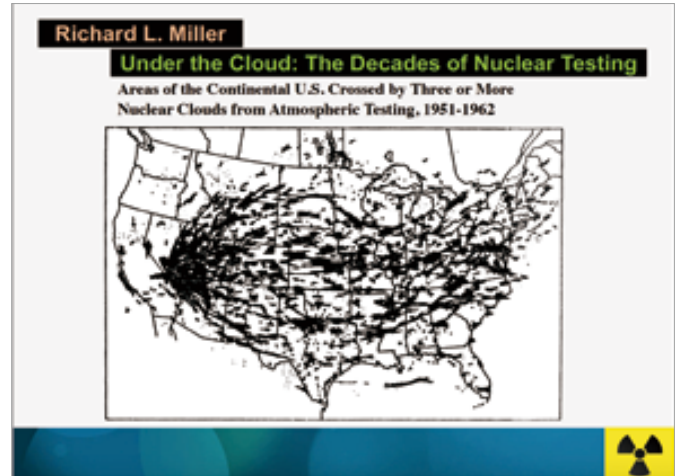 Richard L. Miller
Under the Cloud: The Decades of Nuclear Testing
Areas of the Continental U.S. Crossed by Three or More
Nuclear Clouds from Atmospheric Testing, 1951-1962